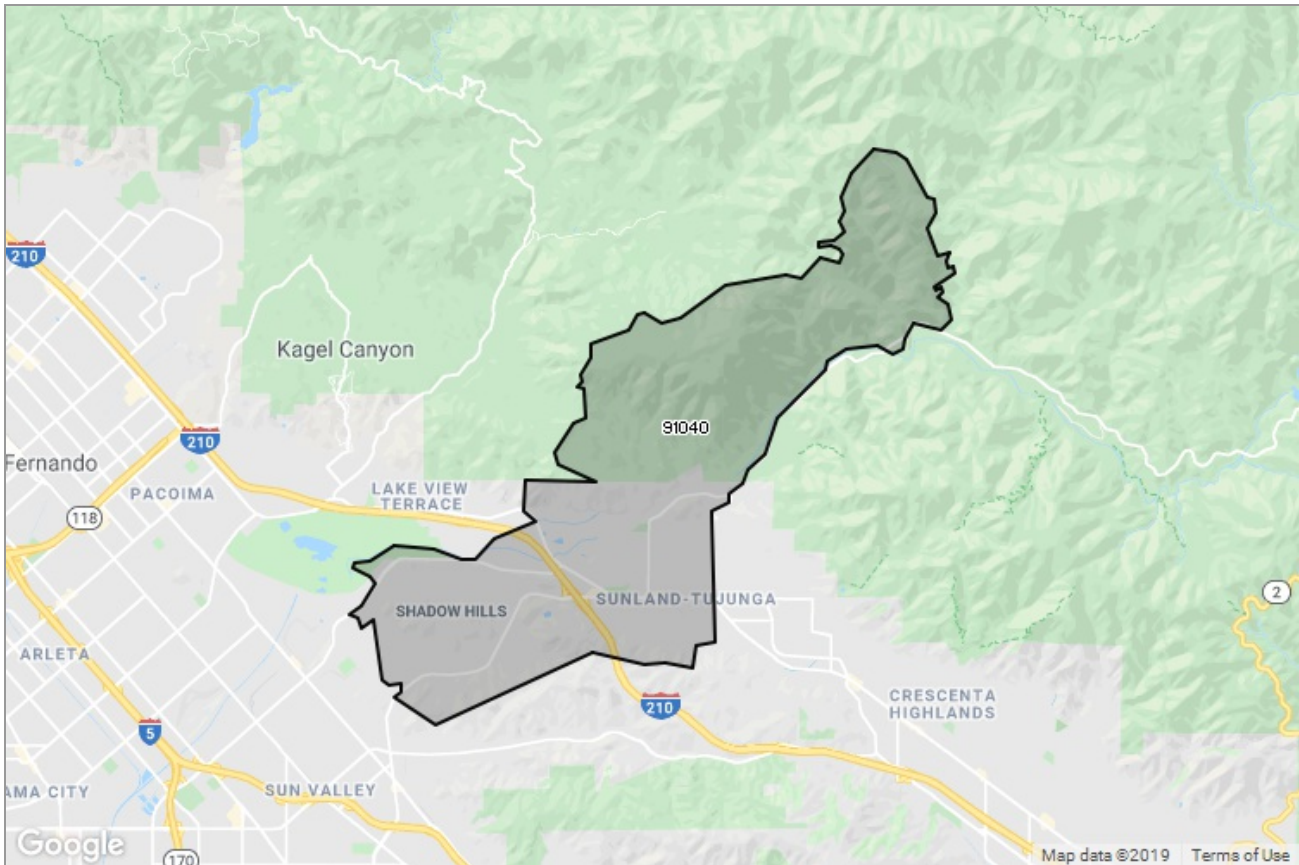 210
Kagel Canyon
91040
210
Fernando
PACOIMA
LAKE VIEW
TERRACE
118
SHADOW HILLS
SUNLAND-TUJUNGA
2
ARLETA
CRESCENTA
HIGHLANDS
210
5
AMA CITY
SUN VALLEY
Google
170
Map data ©2019
Terms of Use